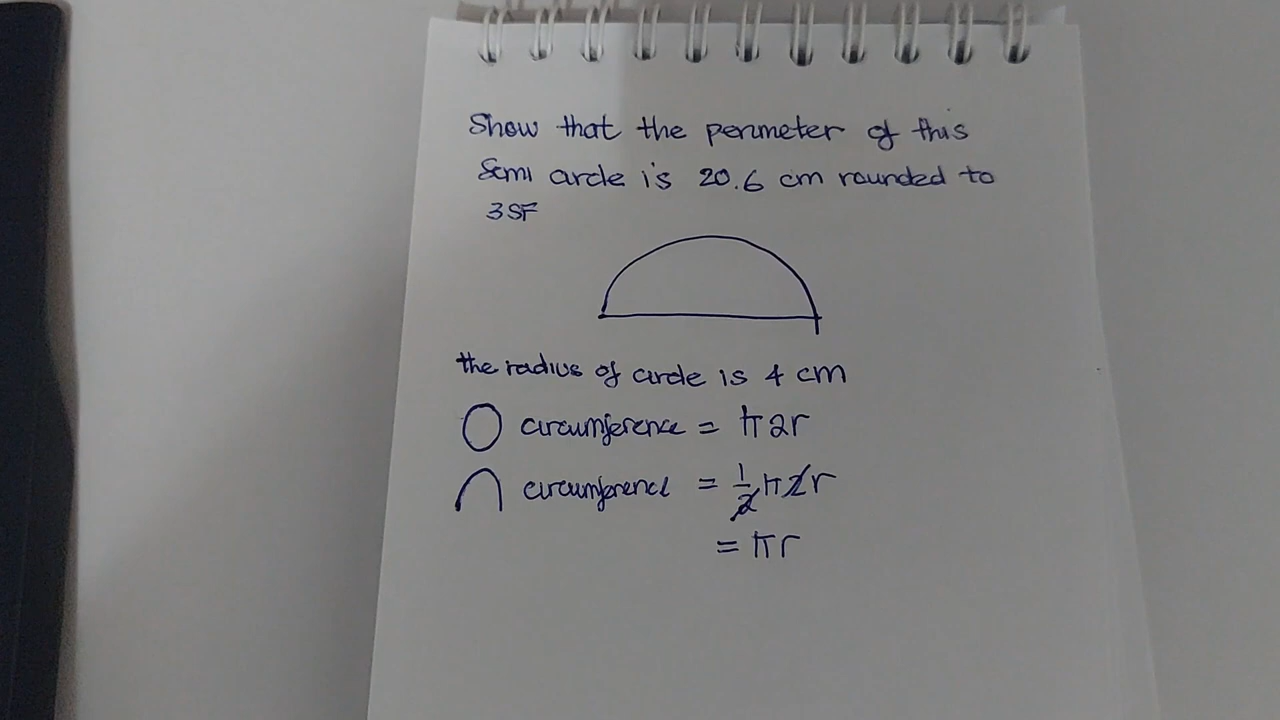 Show that the perimeter of this
Semi circle is 20.6 cm rounded to
3SF
the radius of circle is 4 cm
circumference = π2r
circumference = 1/2 π2r
= πr